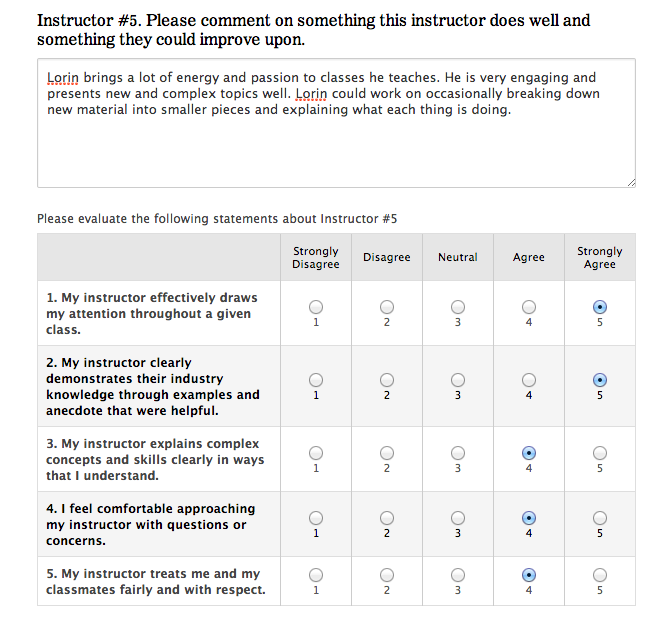 Instructor #5. Please comment on something this instructor does well and
something they could improve upon.
Lorin brings a lot of energy and passion to classes he teaches. He is very engaging and
presents new and complex topics well. Lorin could work on occasionally breaking down
new material into smaller pieces and explaining what each thing is doing.
Please evaluate the following statements about Instructor #5
Strongly
Disagree
Disagree
Neutral
Agree
Strongly
Agree
1. My instructor effectively draws
my attention throughout a given
class.
1 2 3 4 5
2. My instructor clearly
demonstrates their industry
knowledge through examples and
anecdote that were helpful.
1 2 3 4 5
3. My instructor explains complex
concepts and skills clearly in ways
that I understand.
1 2 3 4 5
4. I feel comfortable approaching
my instructor with questions or
concerns.
1 2 3 4 5
5. My instructor treats me and my
classmates fairly and with respect.
1 2 3 4 5